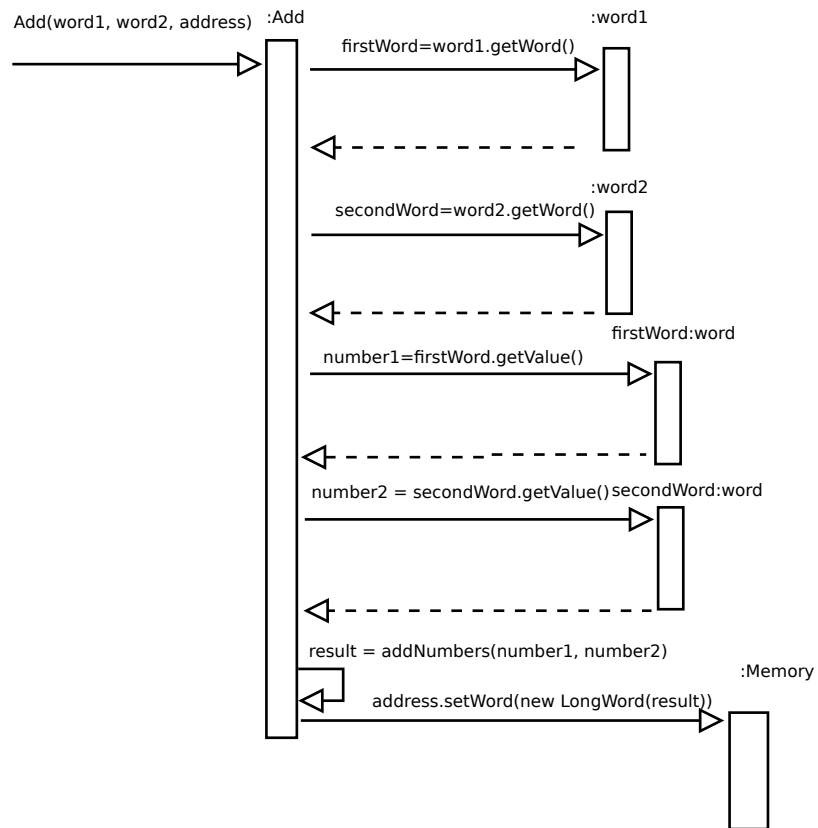 Add(word1, word2, address)
:Add
:word1
firstWord=word1.getWord()
:word2
secondWord=word2.getWord()
firstWord:word
number1=firstWord.getValue()
number2 = secondWord.getValue()
secondWord:word
result = addNumbers(number1, number2)
:Memory
address.setWord(new LongWord(result))